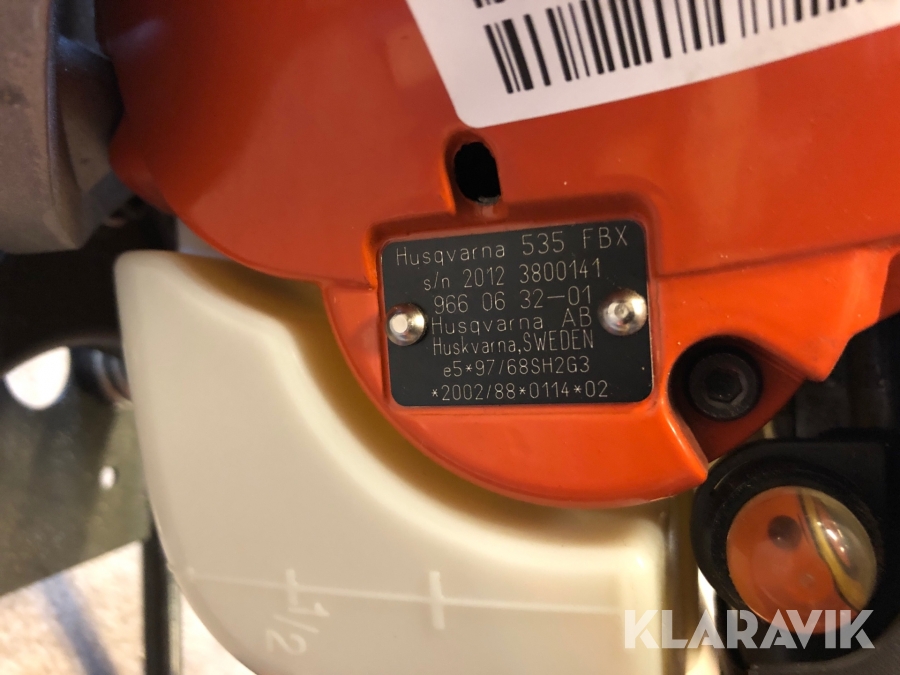 Husqvarna 535 FBX
s/n 2012 3800141
966 06 32-01
Husqvarna AB
Huskvarna, SWEDEN
e5*97/68SH2G3
*2002/88*0114*02
1/2
KLARAVIK